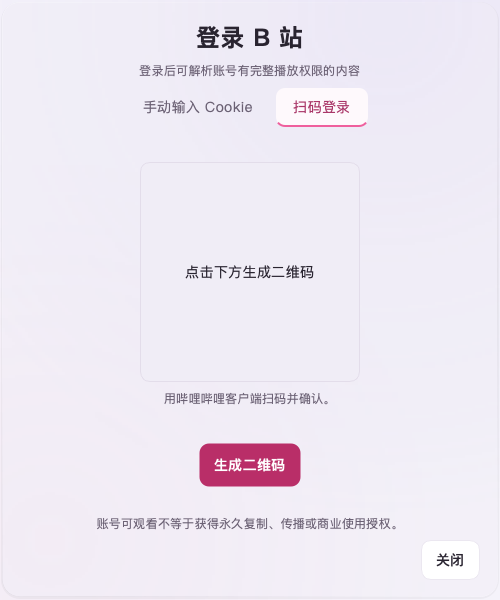 登录 B 站
登录后可解析账号有完整播放权限的内容
手动输入 Cookie
扫码登录
点击下方生成二维码
用哔哩哔哩客户端扫码并确认。
生成二维码
账号可观看不等于获得永久复制、传播或商业使用授权。
关闭